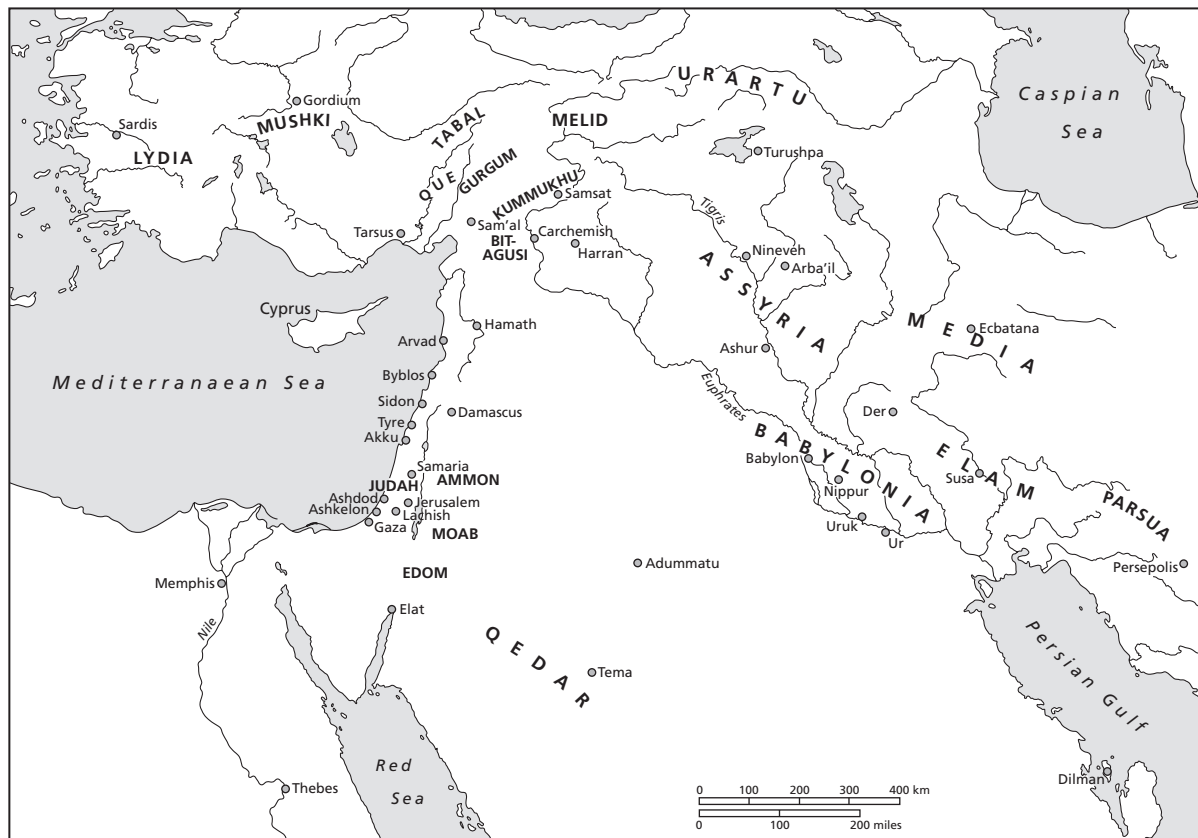 URARTU
Caspian
Sea
Gordium
MUSHKI
TABAL
MELID
Sardis
LYDIA
Turushpa
QUE
GURGUM
KUMMUKHU
Samsat
Tigris
Tarsus
Sam'al
BIT-
AGUSI
Carchemish
Harran
Nineveh
Arba'il
ASSYRIA
Cyprus
Hamath
Arvad
Ashur
MEDIA
Ecbatana
Mediterranaean Sea
Byblos
Euphrates
Sidon
Damascus
Der
Tyre
Akku
BABYLONIA
Babylon
ELAM
Samaria
JUDAH
AMMON
Susa
Nippur
PARSUA
Ashdod
Jerusalem
Ashkelon
Lachish
Gaza
MOAB
Uruk
Ur
EDOM
Adummatu
Persepolis
Memphis
Elat
Nile
QEDAR
Tema
Persian Gulf
Red
Sea
Thebes
Dilman
0 100 200 300 400 km
0 100 200 miles